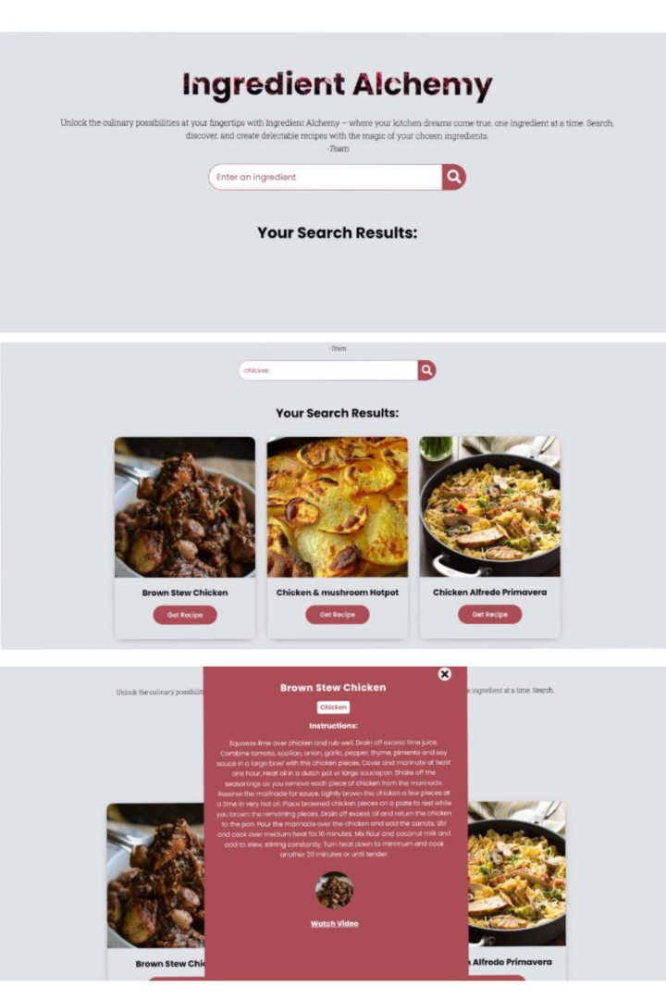 Ingredient Alchemy
Unlock the culinary possibilities at your fingertips with Ingredient Alchemy – where your kitchen dreams come true, one ingredient at a time. Search,
discover, and create delectable recipes with the magic of your chosen ingredients.
-Team
Enter an ingredient
Your Search Results:
-Team
chicken
Your Search Results:
Brown Stew Chicken
Chicken & mushroom Hotpot
Chicken Alfredo Primavera
Get Recipe
Get Recipe
Get Recipe
Unlock the culinary possibilit
e ingredient at a time. Search,
Brown Stew Chicken
Chicken
Instructions:
Squeeze lime over chicken and rub well. Drain off excess lime juice.
Combine tomato, scallion, onion, garlic, pepper, thyme, pimento and soy
sauce in a large bowl with the chicken pieces. Cover and marinate at least
one hour. Heat oil in a dutch pot or large saucepan. Shake off the
seasonings as you remove each piece of chicken from the marinade.
Reserve the marinade for sauce. Lightly brown the chicken a few pieces at
a time in very hot oil. Place browned chicken pieces on a plate to rest while
you brown the remaining pieces. Drain off excess oil and return the chicken
to the pan. Pour the marinade over the chicken and add the carrots. Stir
and cook over medium heat for 10 minutes. Mix flour and coconut milk and
add to stew, stirring constantly. Turn heat down to minimum and cook
another 20 minutes or until tender.
Watch Video
Brown Stew Chic
n Alfredo Primavera